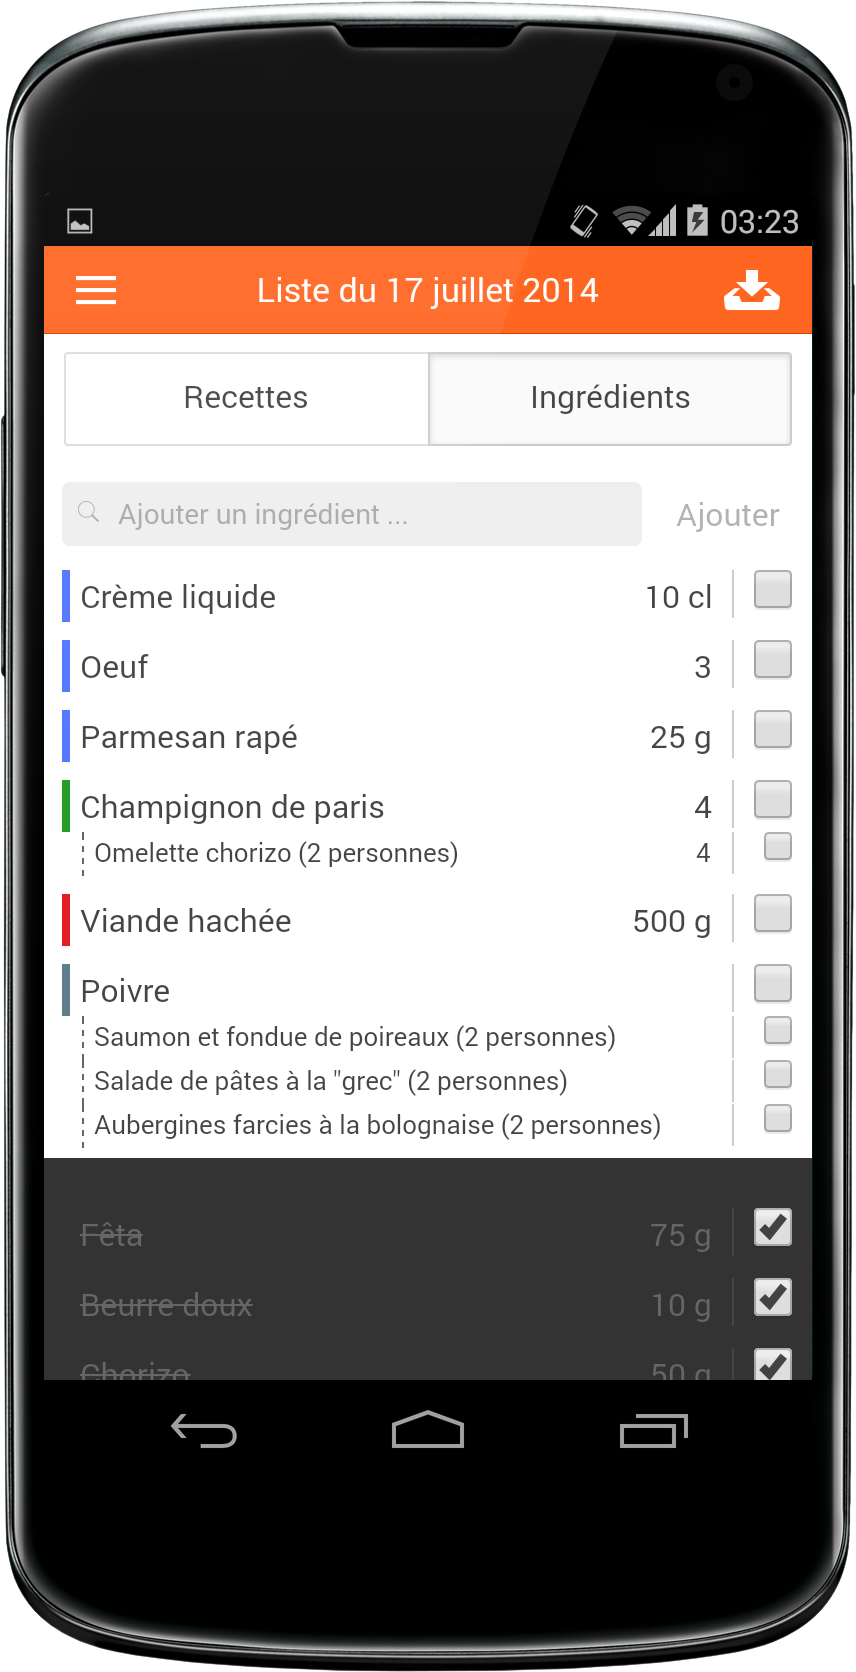 03:23
Liste du 17 juillet 2014
Recettes Ingrédients
Ajouter un ingrédient ... Ajouter
Crème liquide 10 cl
Oeuf 3
Parmesan rapé 25 g
Champignon de paris 4
Omelette chorizo (2 personnes) 4
Viande hachée 500 g
Poivre
Saumon et fondue de poireaux (2 personnes)
Salade de pâtes à la "grec" (2 personnes)
Aubergines farcies à la bolognaise (2 personnes)
Fêta 75 g
Beurre doux 10 g
Chorizo 50 g